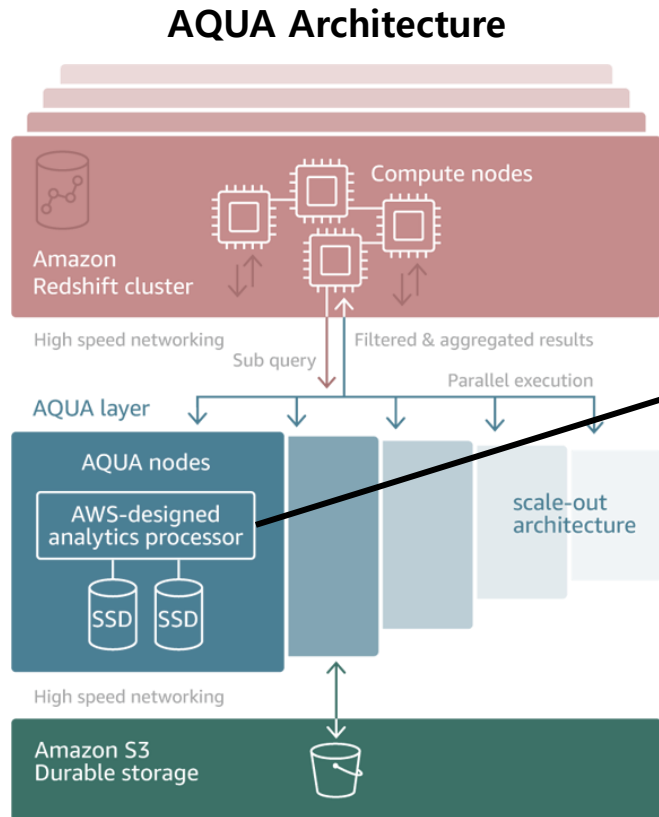 AQUA Architecture
Compute nodes
Amazon
Redshift cluster
High speed networking
Filtered & aggregated results
Sub query
Parallel execution
AQUA layer
AQUA nodes
AWS-designed
analytics processor
SSD
SSD
scale-out
architecture
High speed networking
Amazon S3
Durable storage